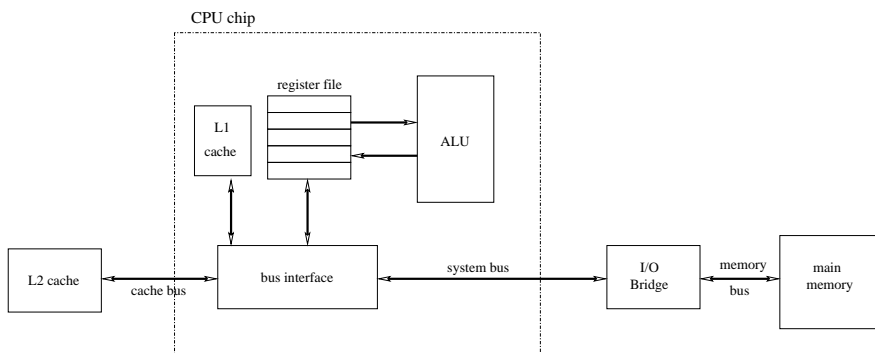 CPU chip
register file
L1
cache
ALU
L2 cache
cache bus
bus interface
system bus
I/O
Bridge
memory
bus
main
memory